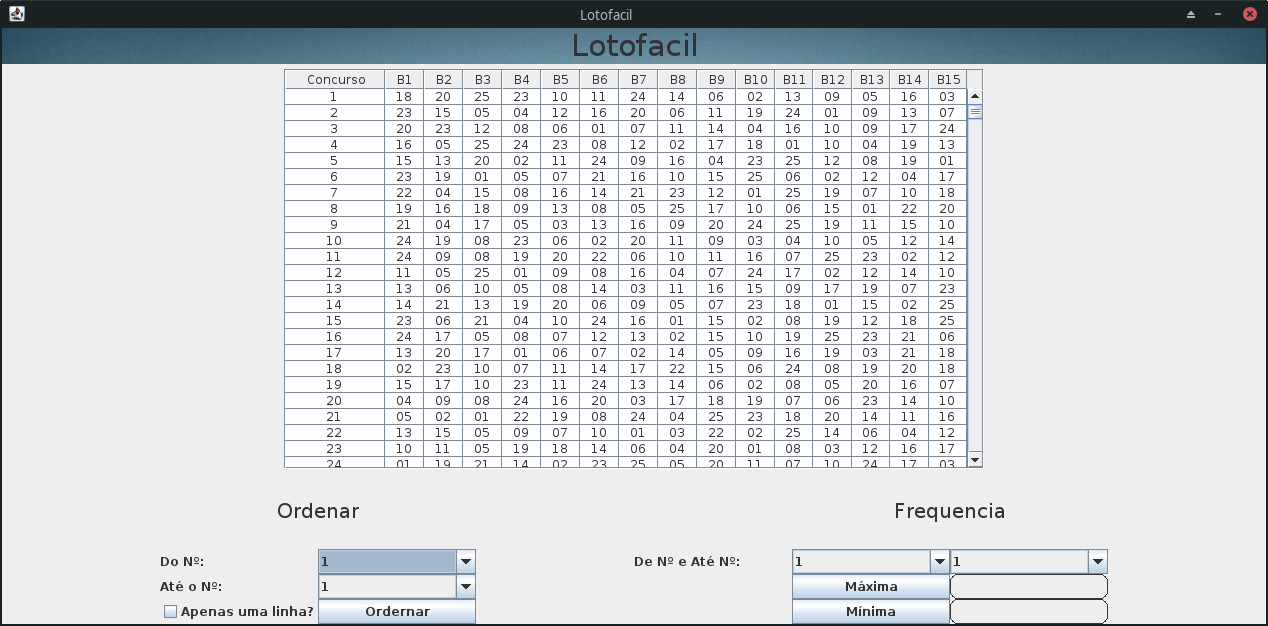 Lotofacil
Lotofacil
Concurso B1 B2 B3 B4 B5 B6 B7 B8 B9 B10 B11 B12 B13 B14 B15
1 18 20 25 23 10 11 24 14 06 02 13 09 05 16 03
2 23 15 05 04 12 16 20 06 11 19 24 01 09 13 07
3 20 23 12 08 06 01 07 11 14 04 16 10 09 17 24
4 16 05 25 24 23 08 12 02 17 18 01 10 04 19 13
5 15 13 20 02 11 24 09 16 04 23 25 12 08 19 01
6 23 19 01 05 07 21 16 10 15 25 06 02 12 04 17
7 22 04 15 08 16 14 21 23 12 01 25 19 07 10 18
8 19 16 18 09 13 08 05 25 17 10 06 15 01 22 20
9 21 04 17 05 03 13 16 09 20 24 25 19 11 15 10
10 24 19 08 23 06 02 20 11 09 03 04 10 05 12 14
11 24 09 08 19 20 22 06 10 11 16 07 25 23 02 12
12 11 05 25 01 09 08 16 04 07 24 17 02 12 14 10
13 13 06 10 05 08 14 03 11 16 15 09 17 19 07 23
14 14 21 13 19 20 06 09 05 07 23 18 01 15 02 25
15 23 06 21 04 10 24 16 01 15 02 08 19 12 18 25
16 24 17 05 08 07 12 13 02 15 10 19 25 23 21 06
17 13 20 17 01 06 07 02 14 05 09 16 19 03 21 18
18 02 23 10 07 11 14 17 22 15 06 24 08 19 20 18
19 15 17 10 23 11 24 13 14 06 02 08 05 20 16 07
20 04 09 08 24 16 20 03 17 18 19 07 06 23 14 10
21 05 02 01 22 19 08 24 04 25 23 18 20 14 11 16
22 13 15 05 09 07 10 01 03 22 02 25 14 06 04 12
23 10 11 05 19 18 14 06 04 20 01 08 03 12 16 17
24 01 19 21 14 02 23 25 05 20 11 07 10 24 17 03
Ordenar
Do Nº: 1
Até o Nº: 1
Apenas uma linha? Ordernar
Frequencia
De Nº e Até Nº: 1 1
Máxima
Mínima